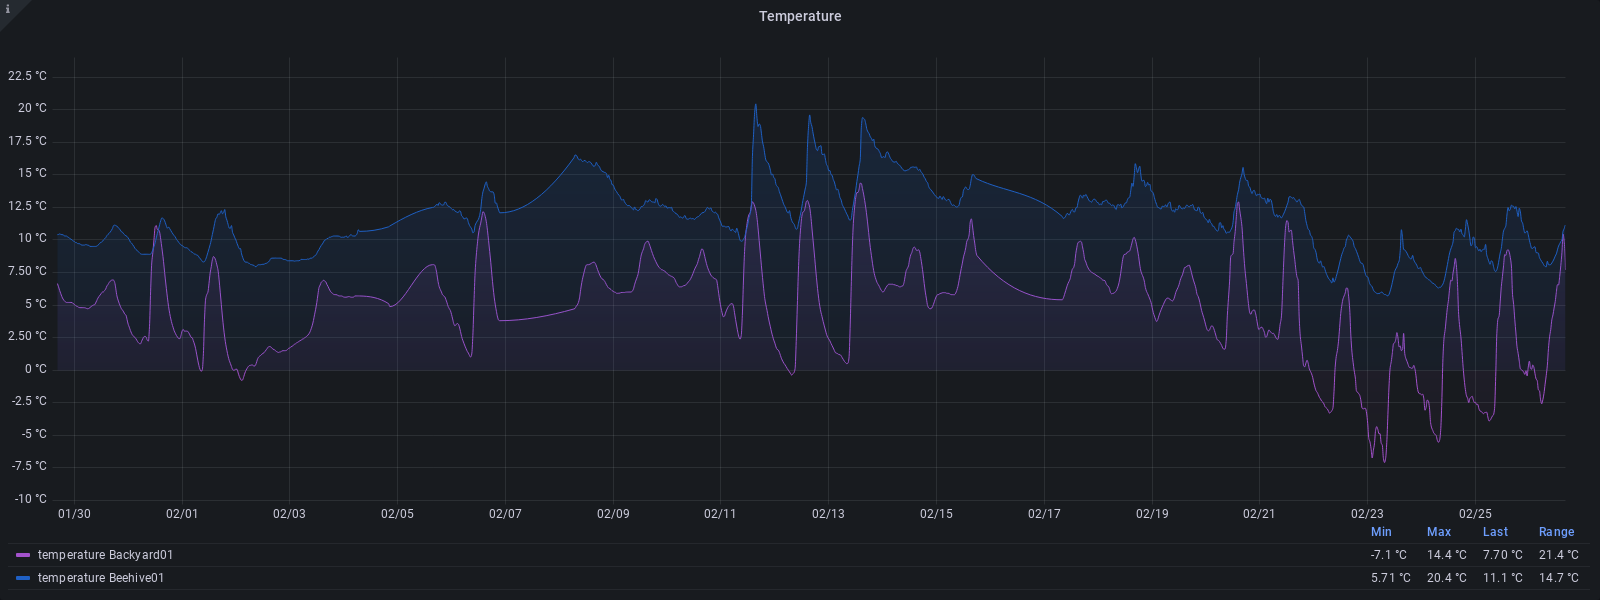 i
Temperature
22.5 °C
20 °C
17.5 °C
15 °C
12.5 °C
10 °C
7.50 °C
5 °C
2.50 °C
0 °C
-2.5 °C
-5 °C
-7.5 °C
-10 °C
01/30 02/01 02/03 02/05 02/07 02/09 02/11 02/13 02/15 02/17 02/19 02/21 02/23 02/25
Min Max Last Range
temperature Backyard01 -7.1 °C 14.4 °C 7.70 °C 21.4 °C
temperature Beehive01 5.71 °C 20.4 °C 11.1 °C 14.7 °C